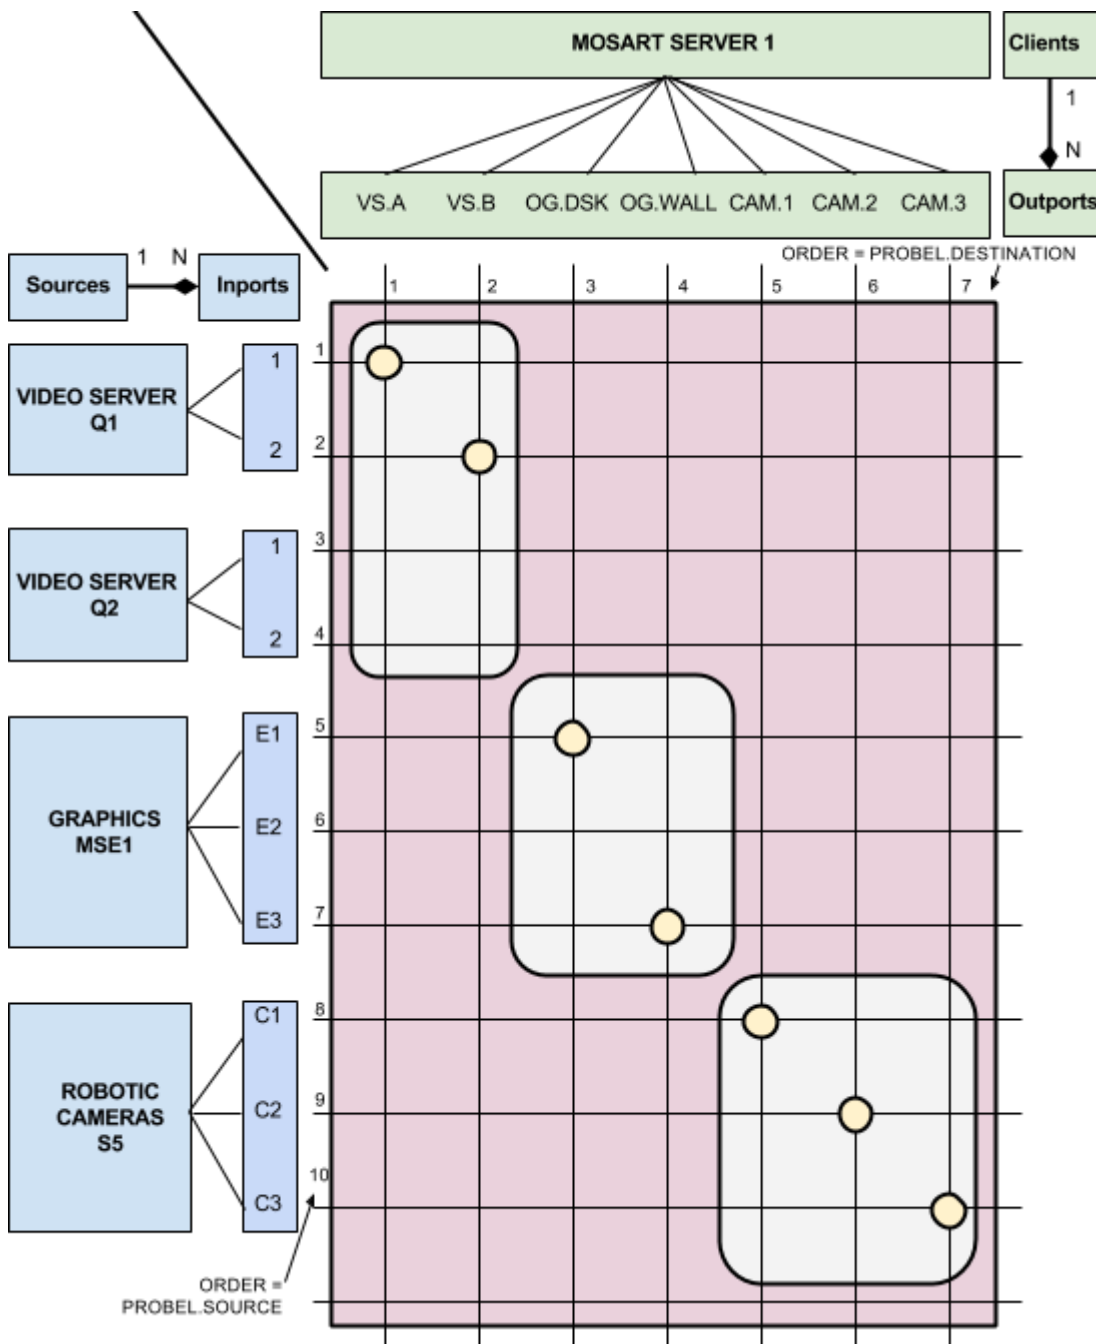 MOSART SERVER 1
Clients
1
N
VS.A VS.B OG.DSK OG.WALL CAM.1 CAM.2 CAM.3
Outports
ORDER = PROBEL.DESTINATION
Sources
1 N
Inports
1 2 3 4 5 6 7
VIDEO SERVER
Q1
1
2
1
2
VIDEO SERVER
Q2
1
2
3
4
GRAPHICS
MSE1
E1
E2
E3
5
6
7
ROBOTIC
CAMERAS
S5
C1
C2
C3
8
9
10
ORDER =
PROBEL.SOURCE